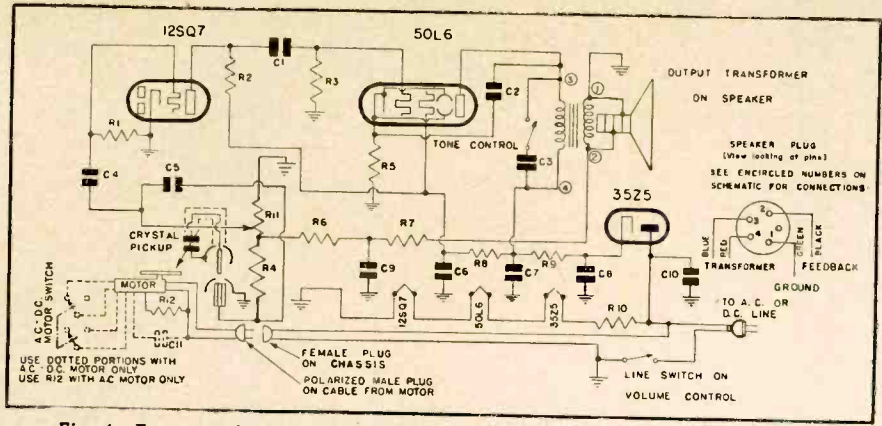 12SQ7
50L6
C1
R2
R3
C2
R1
R5
TONE CONTROL
C3
3
4
1
2
OUTPUT TRANSFORMER
ON SPEAKER
SPEAKER PLUG
(View looking at pins)
SEE ENCIRCLED NUMBERS ON
SCHEMATIC FOR CONNECTIONS
2
3
4
1
BLUE
RED
GREEN
BLACK
TRANSFORMER
FEEDBACK
GROUND
C4
C5
35Z5
R11
CRYSTAL
PICKUP
R6
R7
R4
C9
C6
R8
C7
R9
C8
C10
A.C.-D.C.
MOTOR SWITCH
MOTOR
R12
C11
12SQ7
50L6
35Z5
R10
TO A.C. OR
D.C. LINE
FEMALE PLUG
ON CHASSIS
POLARIZED MALE PLUG
ON CABLE FROM MOTOR
LINE SWITCH ON
VOLUME CONTROL
USE DOTTED PORTIONS WITH
AC-D.C. MOTOR ONLY
USE R12 WITH AC MOTOR ONLY